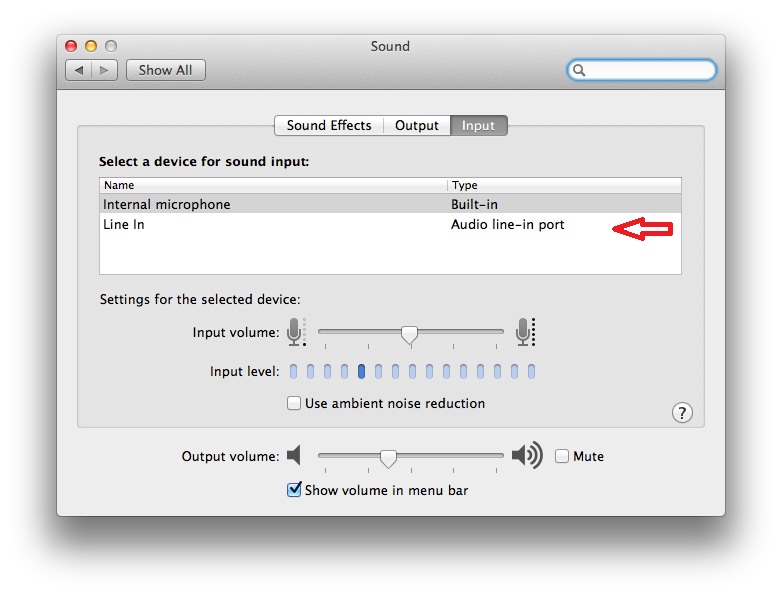 Sound
Show All
Sound Effects Output Input
Select a device for sound input:
Name Type
Internal microphone Built-in
Line In Audio line-in port
Settings for the selected device:
Input volume:
Input level:
Use ambient noise reduction
?
Output volume: Mute
Show volume in menu bar